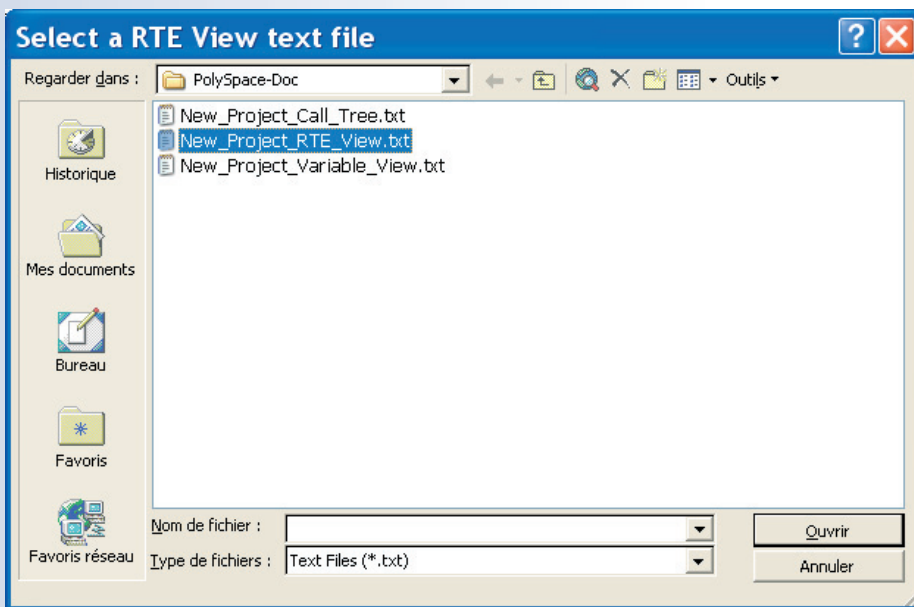 Select a RTE View text file
Regarder dans : PolySpace-Doc Outils
New_Project_Call_Tree.txt
New_Project_RTE_View.txt
New_Project_Variable_View.txt
Historique
Mes documents
Bureau
Favoris
Favoris réseau
Nom de fichier : Ouvrir
Type de fichiers : Text Files (*.txt) Annuler